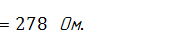 = 278 Ом.